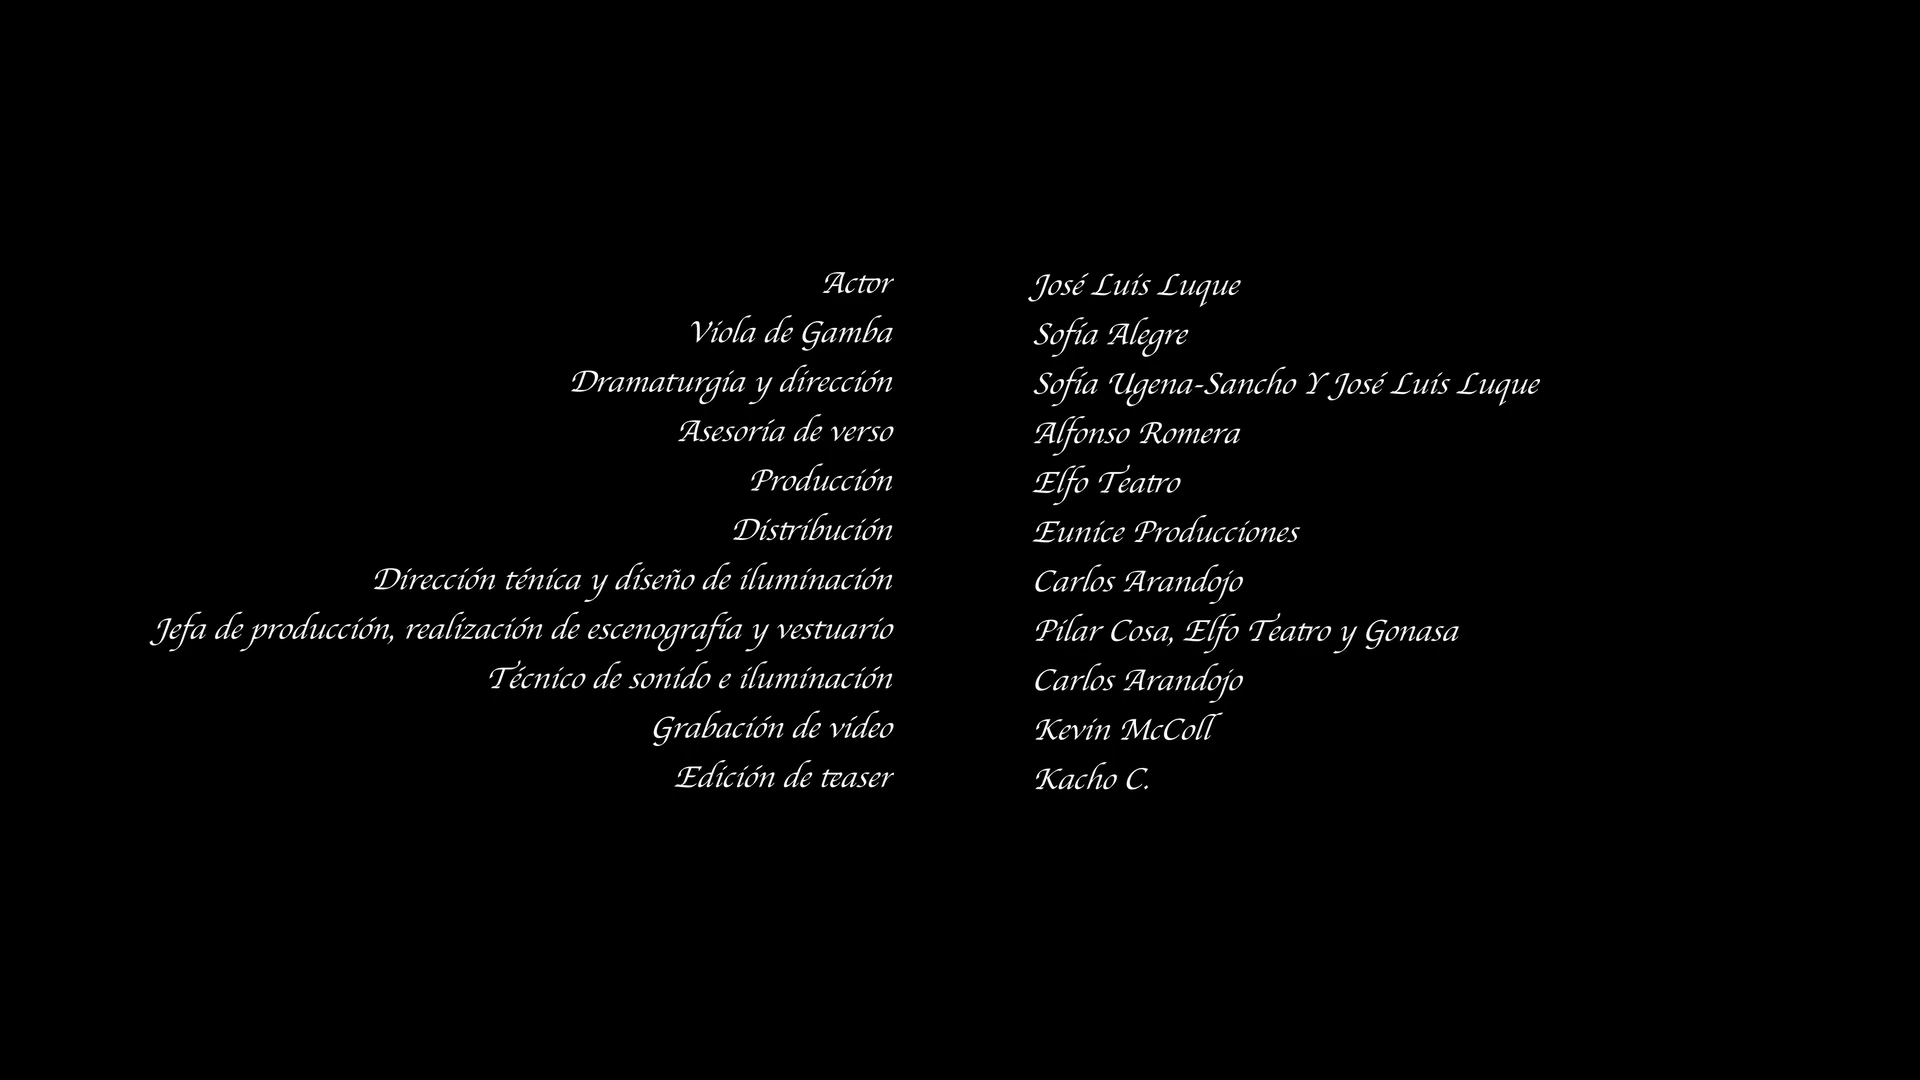 Actor José Luis Luque
Viola de Gamba Sofía Alegre
Dramaturgia y dirección Sofía Ugena-Sancho Y José Luis Luque
Asesoría de verso Alfonso Romera
Producción Elfo Teatro
Distribución Eunice Producciones
Dirección ténica y diseño de iluminación Carlos Arandojo
Jefa de producción, realización de escenografía y vestuario Pilar Cosa, Elfo Teatro y Gonasa
Técnico de sonido e iluminación Carlos Arandojo
Grabación de vídeo Kevin McColl
Edición de teaser Kacho C.